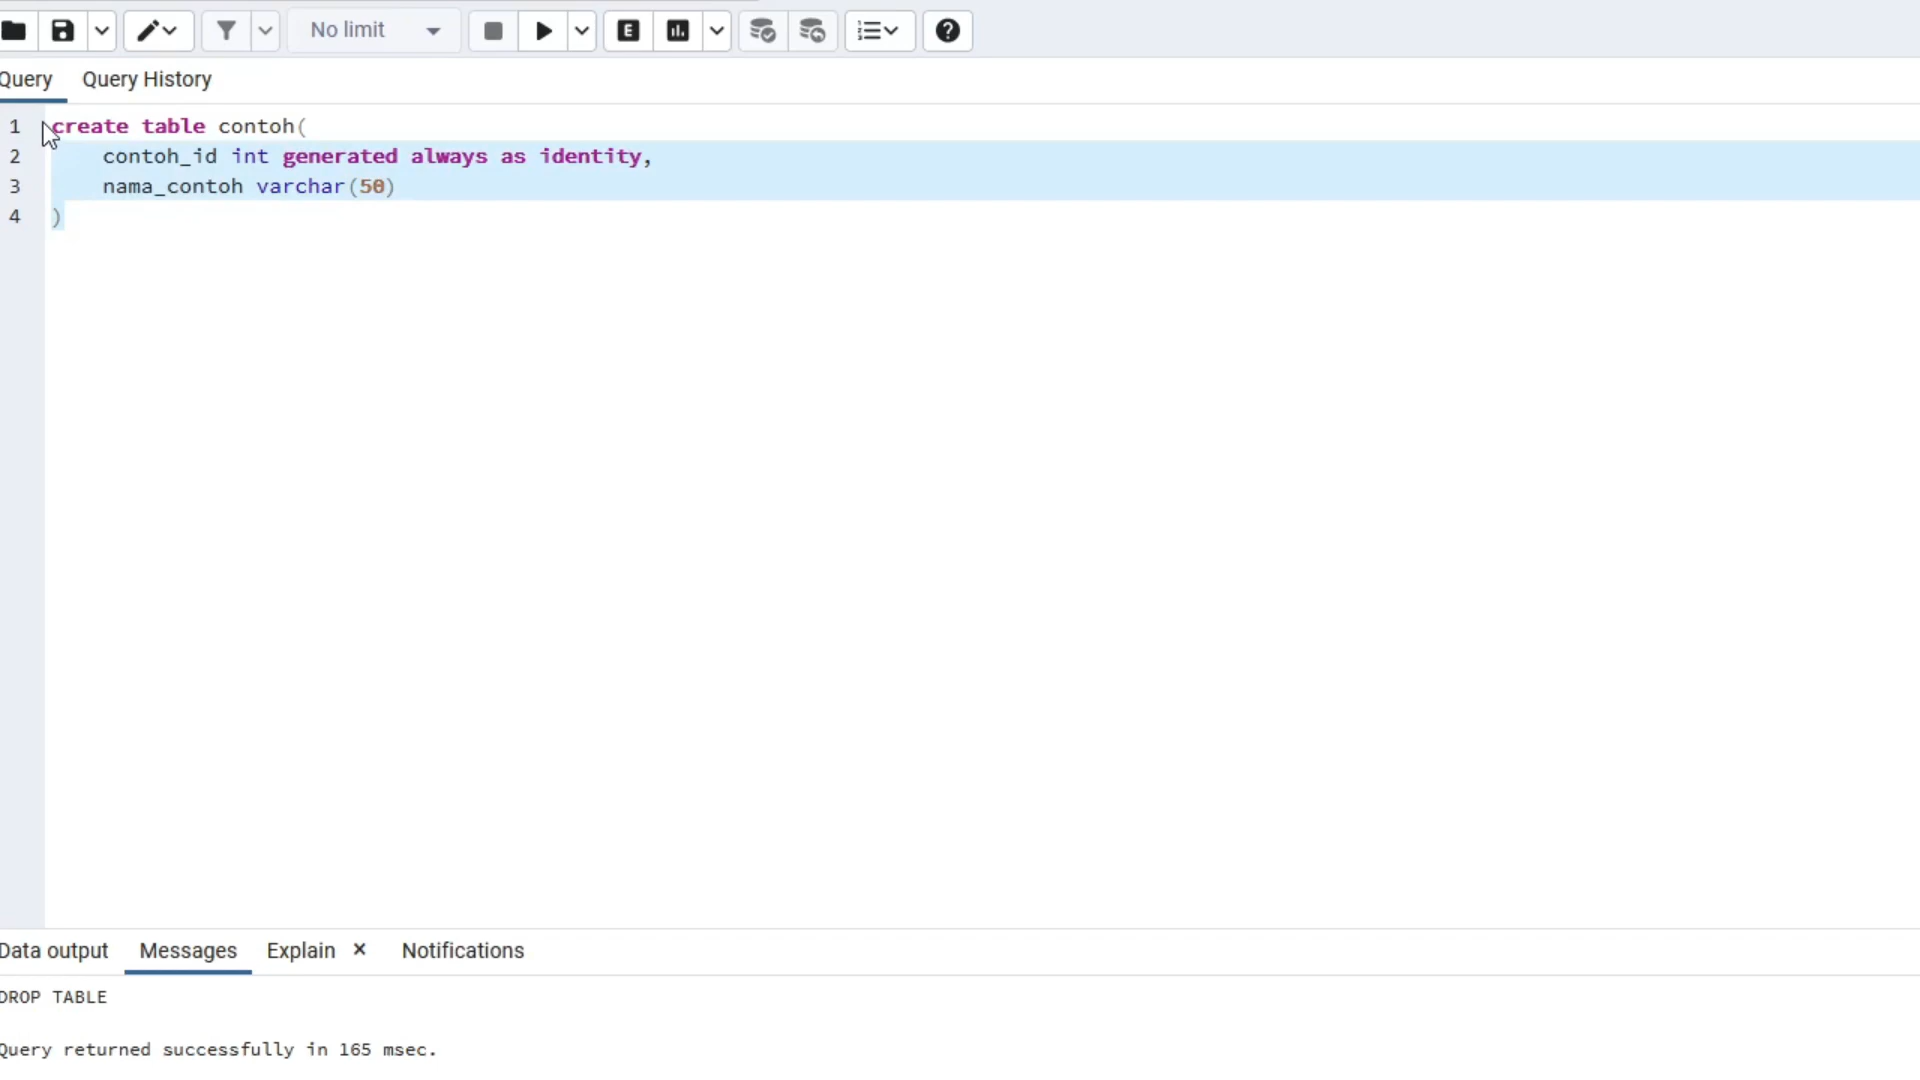 No limit
E
Query Query History
1 create table contoh(
2 contoh_id int generated always as identity,
3 nama_contoh varchar(50)
4 )
Data output Messages Explain × Notifications
DROP TABLE
Query returned successfully in 165 msec.